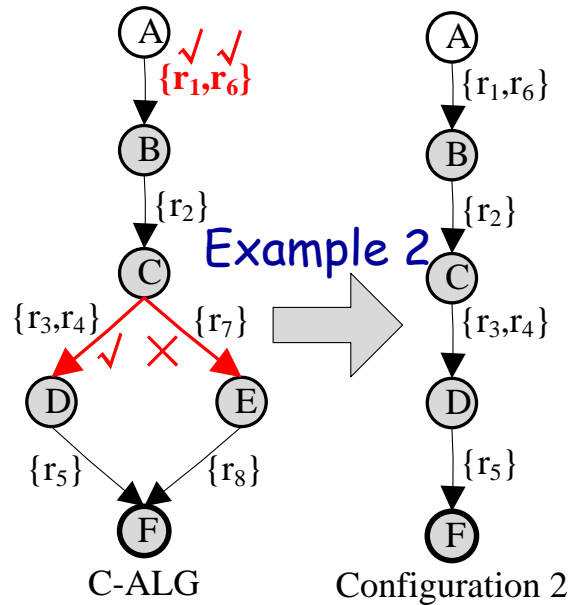 A
√ √
{r₁,r₆}
B
{r₂}
C
{r₃,r₄}
{r₇}
√ ×
D
E
{r₅}
{r₈}
F
C-ALG
Example 2
A
{r₁,r₆}
B
{r₂}
C
{r₃,r₄}
D
{r₅}
F
Configuration 2